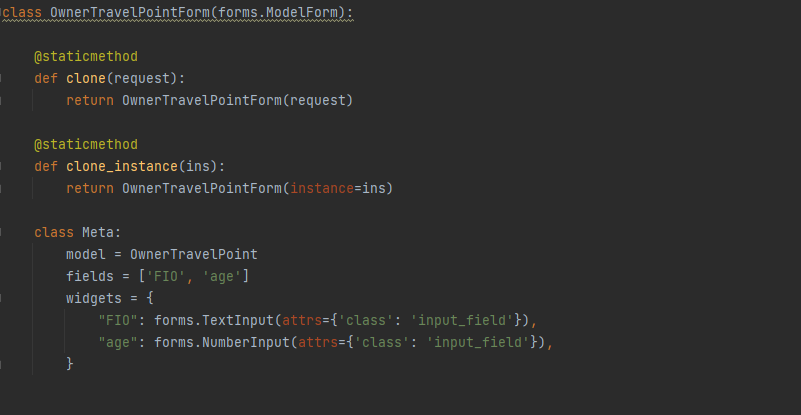 class OwnerTravelPointForm(forms.ModelForm):
@staticmethod
def clone(request):
return OwnerTravelPointForm(request)
@staticmethod
def clone_instance(ins):
return OwnerTravelPointForm(instance=ins)
class Meta:
model = OwnerTravelPoint
fields = ['FIO', 'age']
widgets = {
"FIO": forms.TextInput(attrs={'class': 'input_field'}),
"age": forms.NumberInput(attrs={'class': 'input_field'}),
}